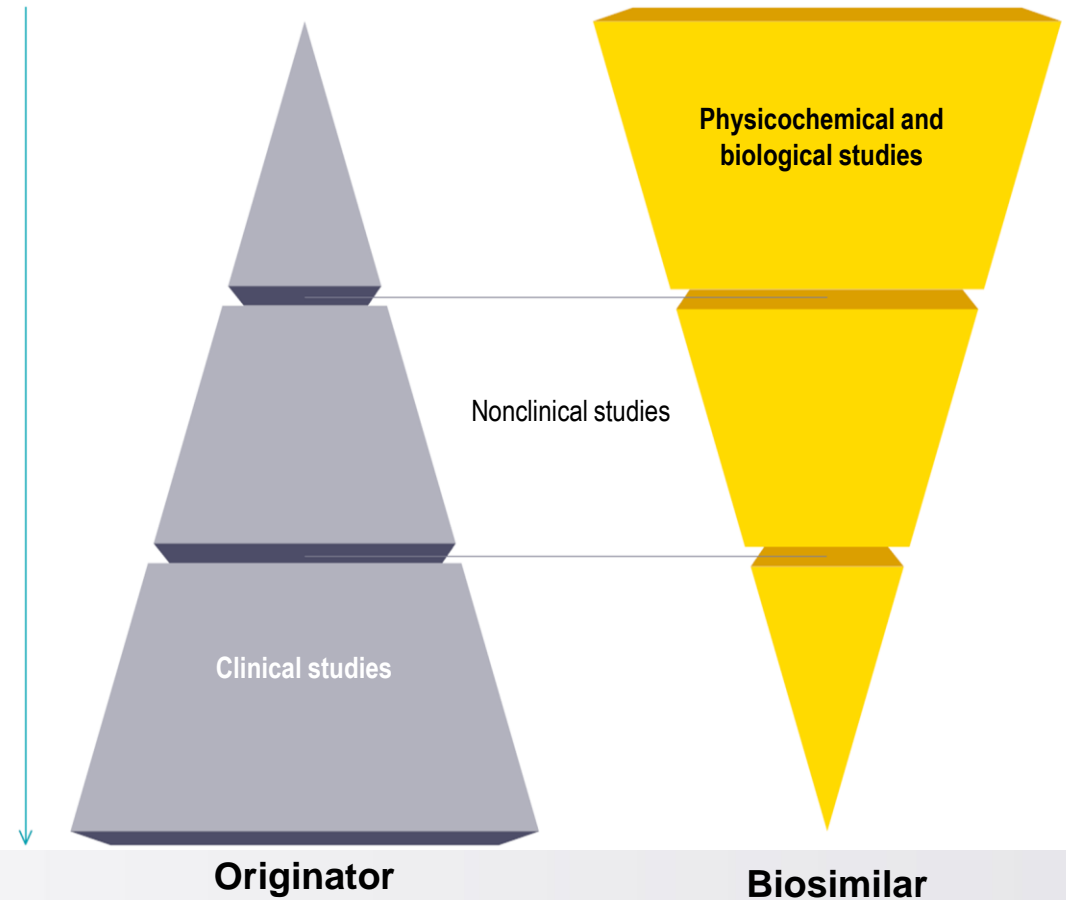 Physicochemical and
biological studies
Nonclinical studies
Clinical studies
Originator
Biosimilar